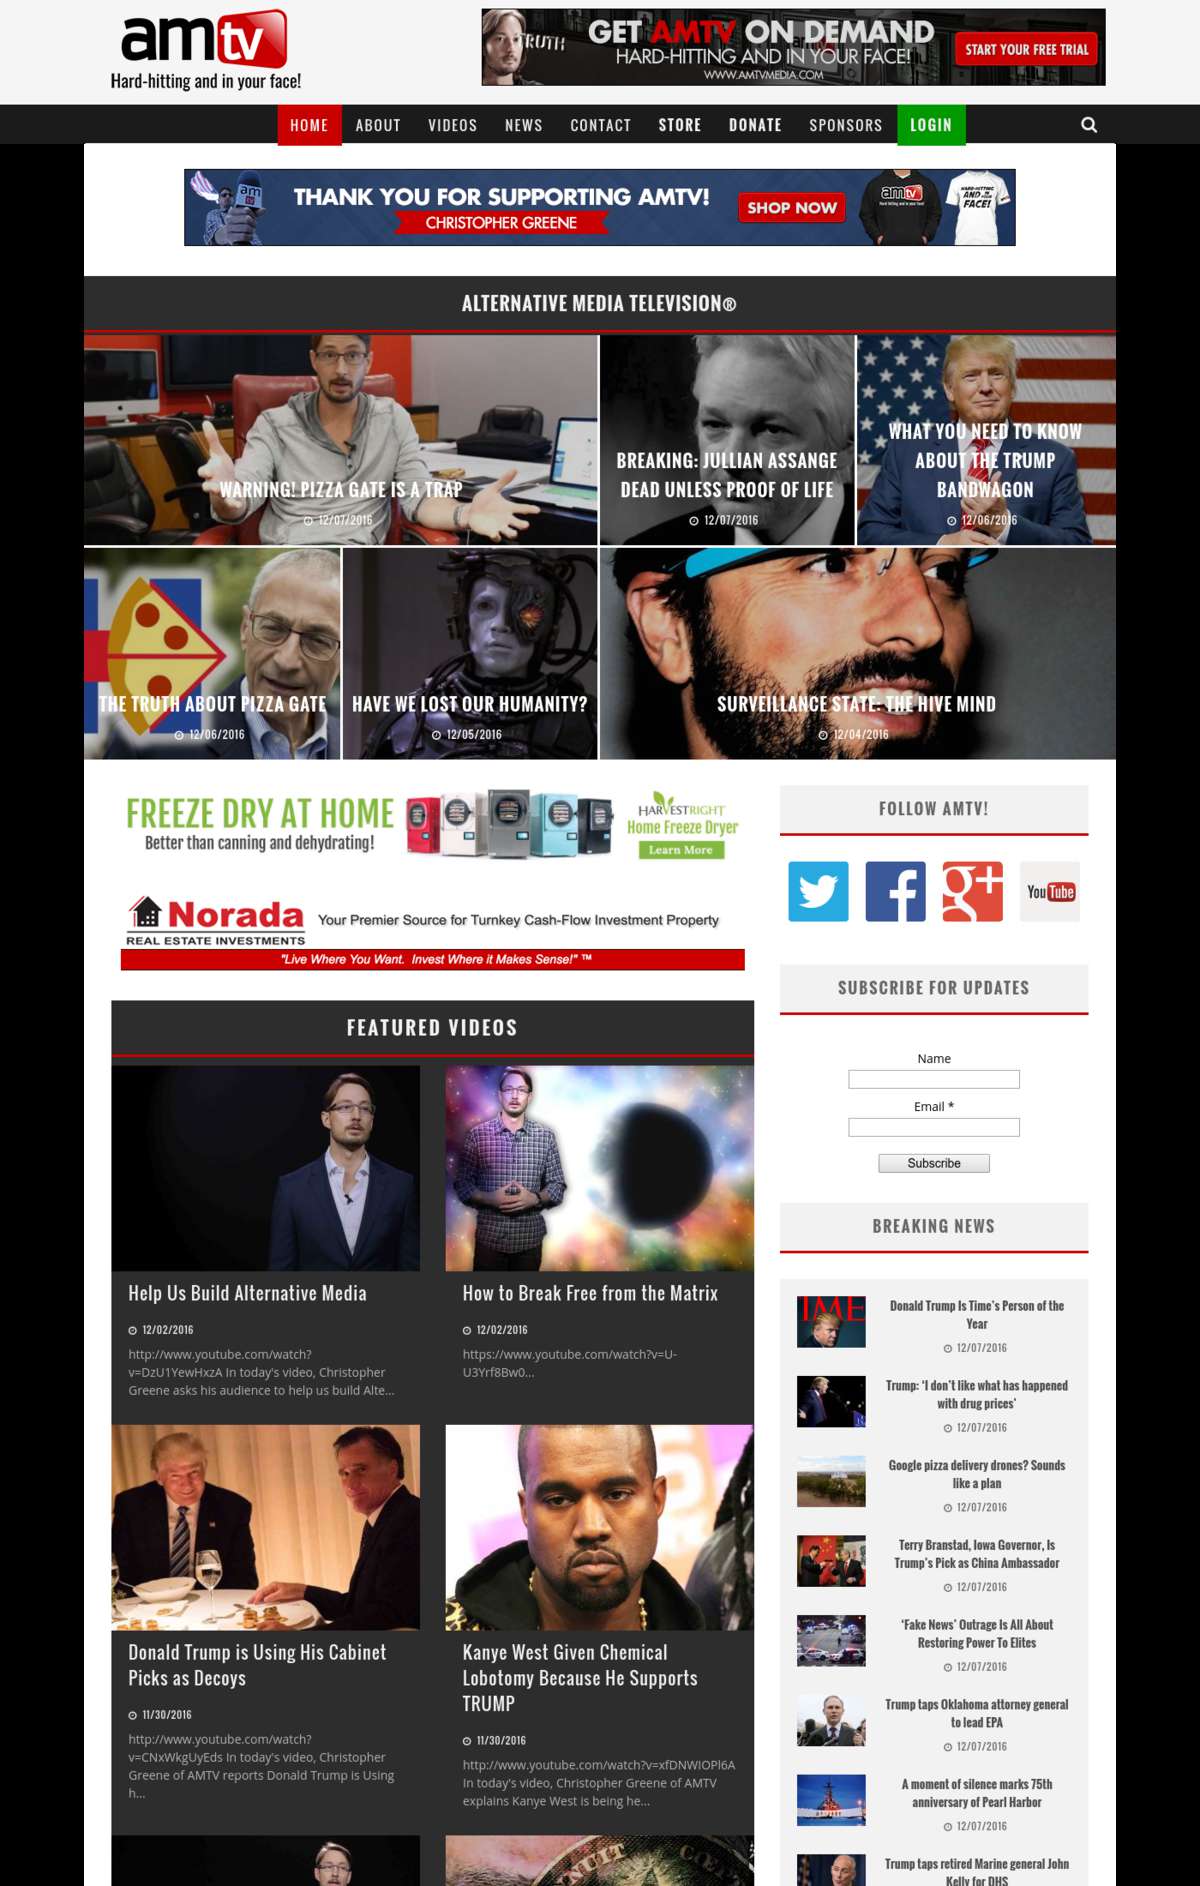 amtv
Hard-hitting and in your face!
TRUTH
GET AMTV ON DEMAND
HARD-HITTING AND IN YOUR FACE!
WWW.AMTVMEDIA.COM
START YOUR FREE TRIAL
HOME
ABOUT
VIDEOS
NEWS
CONTACT
STORE
DONATE
SPONSORS
LOGIN
am
tv
THANK YOU FOR SUPPORTING AMTV!
CHRISTOPHER GREENE
SHOP NOW
amtv
Hard hitting and in your face!
HARD-HITTING
AND IN YOUR
FACE!
ALTERNATIVE MEDIA TELEVISION®
WARNING! PIZZA GATE IS A TRAP
12/07/2016
BREAKING: JULLIAN ASSANGE
DEAD UNLESS PROOF OF LIFE
12/07/2016
WHAT YOU NEED TO KNOW
ABOUT THE TRUMP
BANDWAGON
12/06/2016
THE TRUTH ABOUT PIZZA GATE
12/06/2016
HAVE WE LOST OUR HUMANITY?
12/05/2016
SURVEILLANCE STATE: THE HIVE MIND
12/04/2016
FREEZE DRY AT HOME
Better than canning and dehydrating!
HARVESTRIGHT
Home Freeze Dryer
Learn More
Norada
REAL ESTATE INVESTMENTS
Your Premier Source for Turnkey Cash-Flow Investment Property
"Live Where You Want. Invest Where it Makes Sense!" ™
FEATURED VIDEOS
Help Us Build Alternative Media
12/02/2016
http://www.youtube.com/watch?
v=DzU1YewHxzA In today's video, Christopher
Greene asks his audience to help us build Alte...
How to Break Free from the Matrix
12/02/2016
https://www.youtube.com/watch?v=U-
U3Yrf8Bw0...
Donald Trump is Using His Cabinet
Picks as Decoys
11/30/2016
http://www.youtube.com/watch?
v=CNxWkgUyEds In today's video, Christopher
Greene of AMTV reports Donald Trump is Using
h...
Kanye West Given Chemical
Lobotomy Because He Supports
TRUMP
11/30/2016
http://www.youtube.com/watch?v=xfDNWIOPl6A
In today's video, Christopher Greene of AMTV
explains Kanye West is being he...
FOLLOW AMTV!
g+
YouTube
SUBSCRIBE FOR UPDATES
Name
Email *
Subscribe
BREAKING NEWS
Donald Trump Is Time's Person of the
Year
12/07/2016
Trump: 'I don't like what has happened
with drug prices'
12/07/2016
Google pizza delivery drones? Sounds
like a plan
12/07/2016
Terry Branstad, Iowa Governor, Is
Trump's Pick as China Ambassador
12/07/2016
'Fake News' Outrage Is All About
Restoring Power To Elites
12/07/2016
Trump taps Oklahoma attorney general
to lead EPA
12/07/2016
A moment of silence marks 75th
anniversary of Pearl Harbor
12/07/2016
Trump taps retired Marine general John
Kelly for DHS